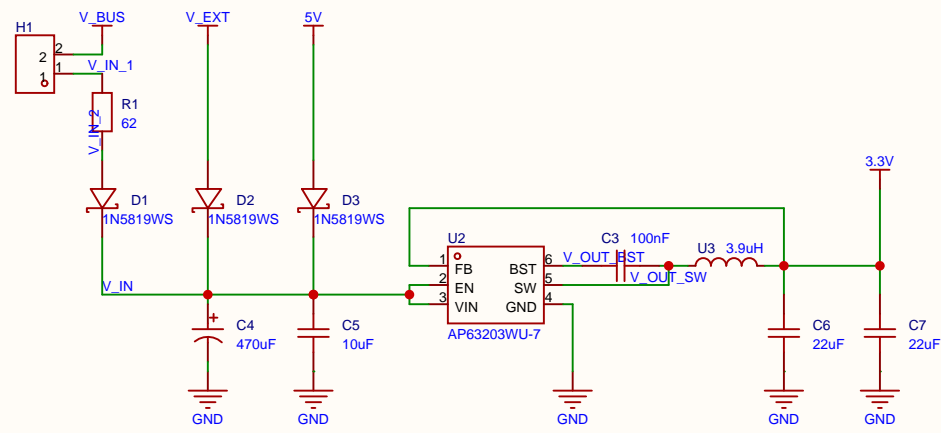 V_BUS
V_EXT
5V
H1
2
2
1
1
V_IN_1
R1
62
V_IN_2
3.3V
D1
1N5819WS
D2
1N5819WS
D3
1N5819WS
U2
C3
100nF
U3
3.9uH
V_OUT_BST
V_OUT_SW
1
FB
BST
6
2
EN
SW
5
3
VIN
GND
4
AP63203WU-7
V_IN
+
C4
470uF
C5
10uF
C6
22uF
C7
22uF
GND
GND
GND
GND
GND